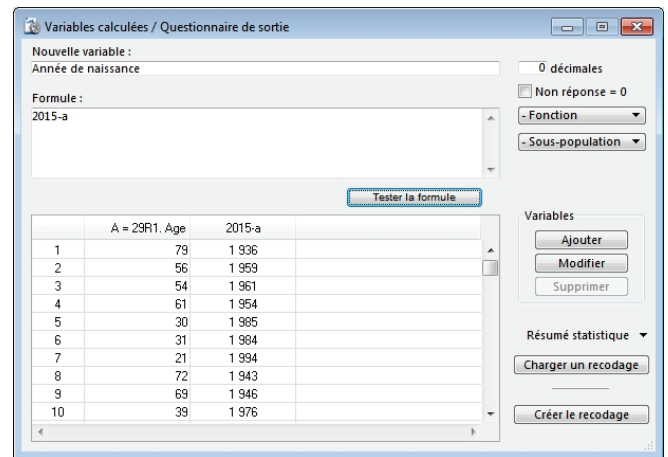 Variables calculées / Questionnaire de sortie
Nouvelle variable :
Année de naissance
0 décimales
Non réponse = 0
Formule :
2015-a
- Fonction
- Sous-population
Tester la formule
A = 29R1. Age 2015-a
1 79 1 936
2 56 1 959
3 54 1 961
4 61 1 954
5 30 1 985
6 31 1 984
7 21 1 994
8 72 1 943
9 69 1 946
10 39 1 976
Variables
Ajouter
Modifier
Supprimer
Résumé statistique
Charger un recodage
Créer le recodage